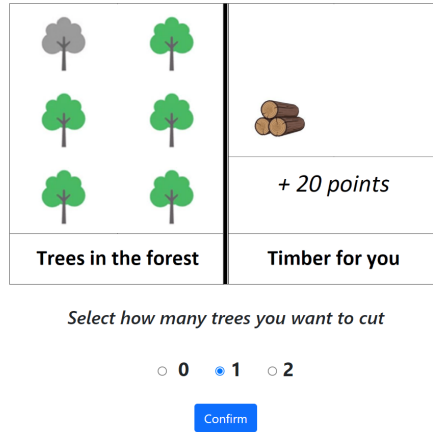 + 20 points
Trees in the forest
Timber for you
Select how many trees you want to cut
0 1 2
Confirm